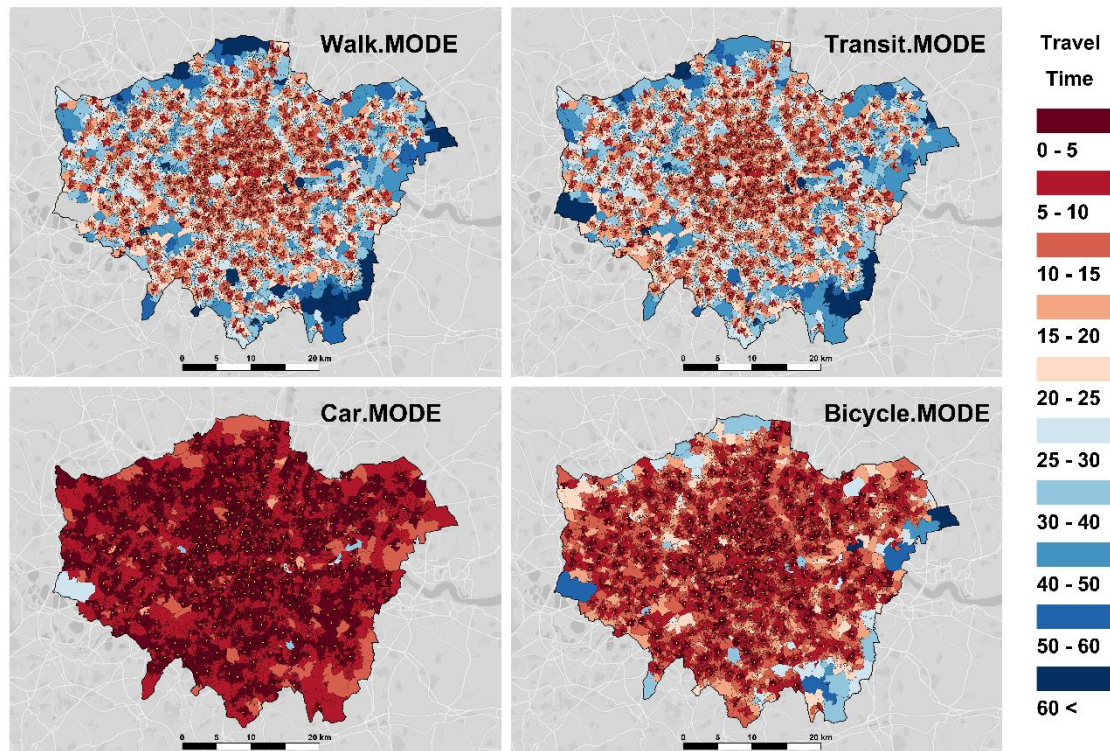 Walk.MODE
0 5 10 20 km
Transit.MODE
0 5 10 20 km
Car.MODE
0 5 10 20 km
Bicycle.MODE
0 5 10 20 km
Travel
Time
0 - 5
5 - 10
10 - 15
15 - 20
20 - 25
25 - 30
30 - 40
40 - 50
50 - 60
60 <